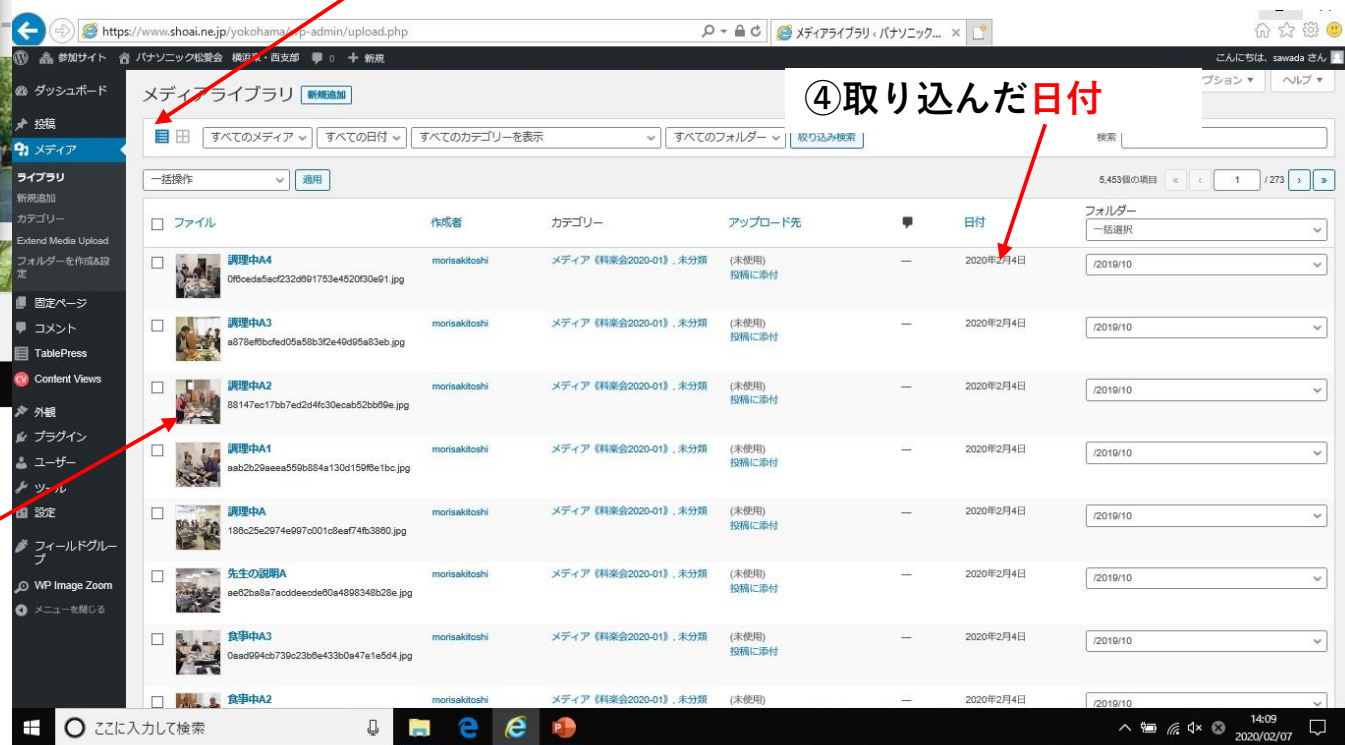 https://www.shoai.ne.jp/yokohama/wp-admin/upload.php
メディアライブラリ ‹ パナソニック... ×
参加サイト パナソニック松愛会 横浜東・西支部 0 + 新規
こんにちは、sawada さん
④取り込んだ日付
プション ▼ ヘルプ ▼
ダッシュボード
投稿
メディア
ライブラリ
新規追加
カテゴリー
Extend Media Upload
フォルダーを作成&設定
固定ページ
コメント
TablePress
Content Views
外観
プラグイン
ユーザー
ツール
設定
フィールドグループ
WP Image Zoom
メニューを閉じる
メディアライブラリ 新規追加
すべてのメディア すべての日付 すべてのカテゴリーを表示 すべてのフォルダー 絞り込み検索 検索
一括操作 適用 5,453個の項目 « ‹ 1 / 273 › »
ファイル 作成者 カテゴリー アップロード先 日付 フォルダー
一括選択
調理中A4 morisakitoshi メディア《料楽会2020-01》, 未分類 (未使用) — 2020年2月4日 /2019/10
0f6ceda5acf232d691753e4520f30e91.jpg 投稿に添付
調理中A3 morisakitoshi メディア《料楽会2020-01》, 未分類 (未使用) — 2020年2月4日 /2019/10
a878ef6bcfed05a58b3f2e49d95a83eb.jpg 投稿に添付
調理中A2 morisakitoshi メディア《料楽会2020-01》, 未分類 (未使用) — 2020年2月4日 /2019/10
88147ec17bb7ed2d4fc30ecab52bb69e.jpg 投稿に添付
調理中A1 morisakitoshi メディア《料楽会2020-01》, 未分類 (未使用) — 2020年2月4日 /2019/10
aab2b29aeea559b884a130d159f6e1bc.jpg 投稿に添付
調理中A morisakitoshi メディア《料楽会2020-01》, 未分類 (未使用) — 2020年2月4日 /2019/10
186c25e2974e997c001c8eaf74fb3860.jpg 投稿に添付
先生の説明A morisakitoshi メディア《料楽会2020-01》, 未分類 (未使用) — 2020年2月4日 /2019/10
ae62ba8a7acddeecde60a4898348b28e.jpg 投稿に添付
食事中A3 morisakitoshi メディア《料楽会2020-01》, 未分類 (未使用) — 2020年2月4日 /2019/10
0aad994cb739c23b6e433b0a47e1e5d4.jpg 投稿に添付
食事中A2 morisakitoshi メディア《料楽会2020-01》, 未分類 (未使用) — 2020年2月4日 /2019/10
ここに入力して検索
14:09
2020/02/07